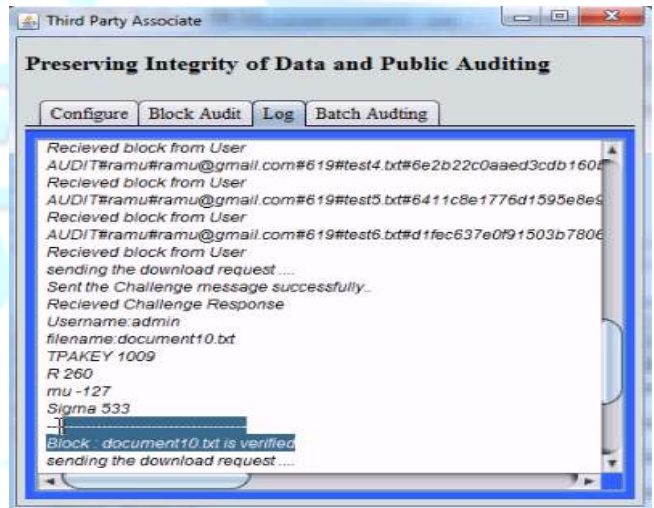 Third Party Associate
Preserving Integrity of Data and Public Auditing
Configure Block Audit Log Batch Audting
Recieved block from User
AUDIT#ramu#ramu@gmail.com#619#test4.txt#6e2b22c0aaed3cdb160
Recieved block from User
AUDIT#ramu#ramu@gmail.com#619#test5.txt#6411c8e1776d1595e8e9
Recieved block from User
AUDIT#ramu#ramu@gmail.com#619#test6.txt#d1fec637e0f91503b7806
Recieved block from User
sending the download request ....
Sent the Challenge message successfully..
Recieved Challenge Response
Username:admin
filename:document10.txt
TPAKEY 1009
R 260
mu -127
Sigma 533
Block : document10.txt is verified
sending the download request ....